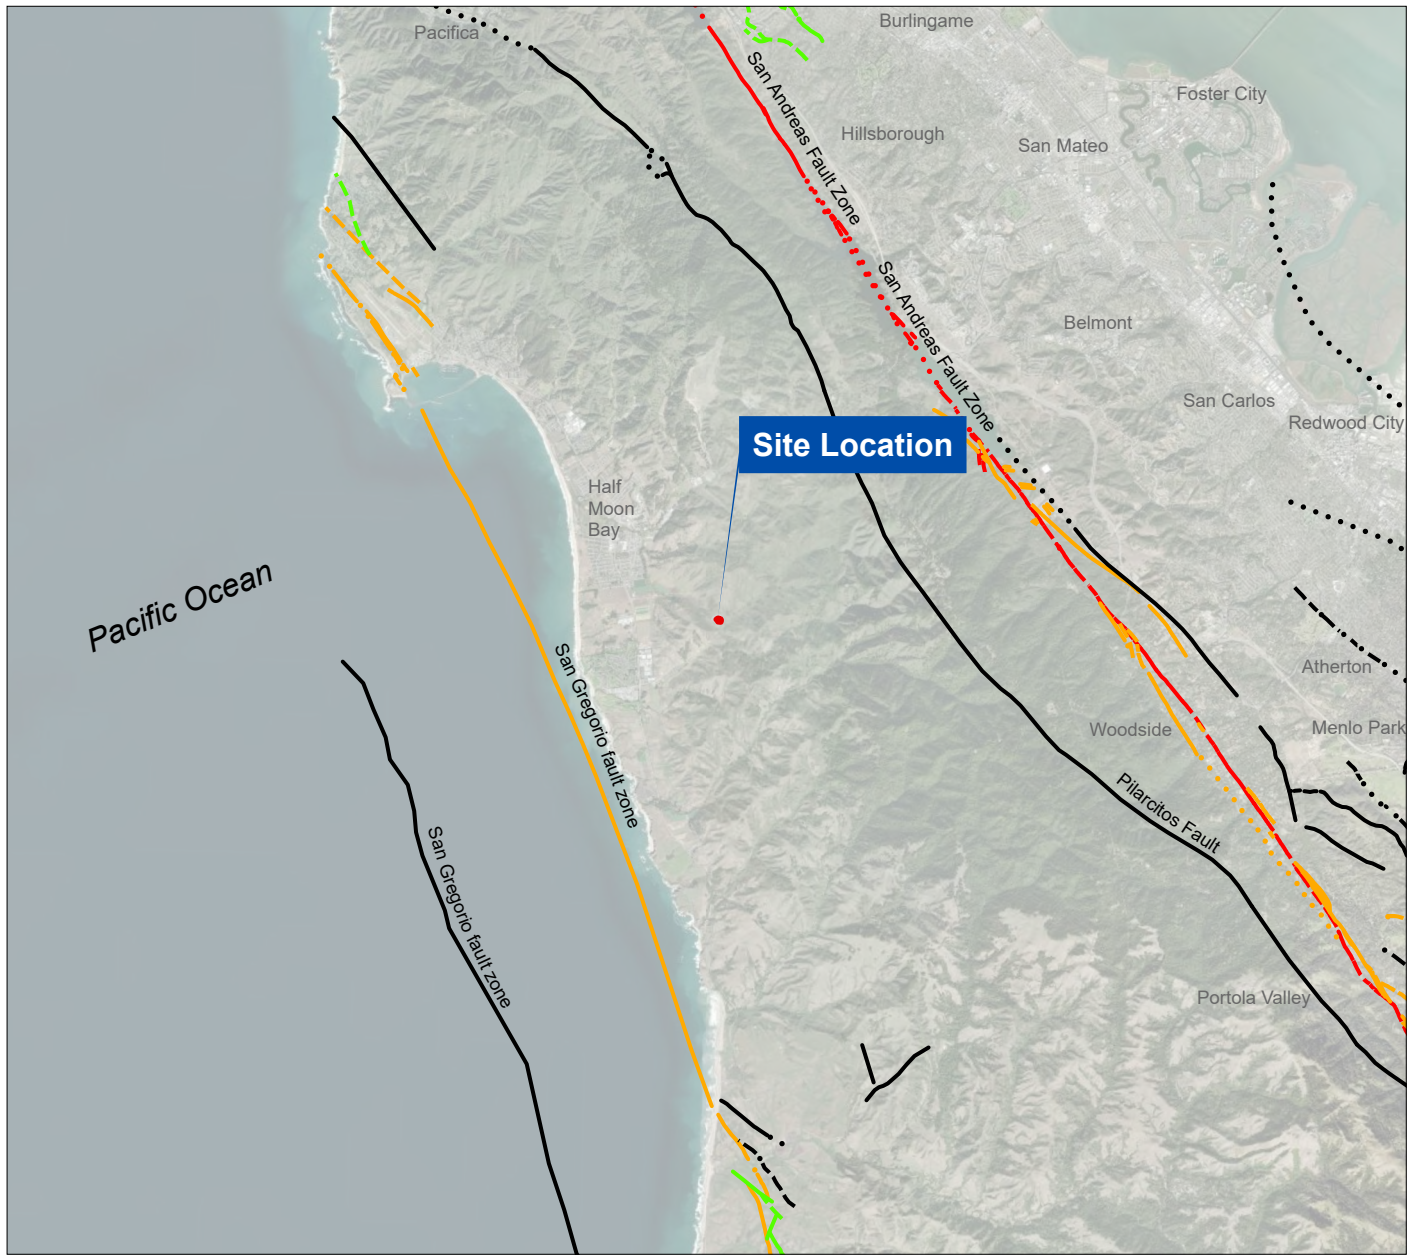 Pacifica
Burlingame
Foster City
Hillsborough
San Mateo
San Andreas Fault Zone
San Andreas Fault Zone
Belmont
San Carlos
Redwood City
Site Location
Half
Moon
Bay
Pacific Ocean
San Gregorio fault zone
Atherton
Woodside
Menlo Park
Pilarcitos Fault
San Gregorio fault zone
Portola Valley